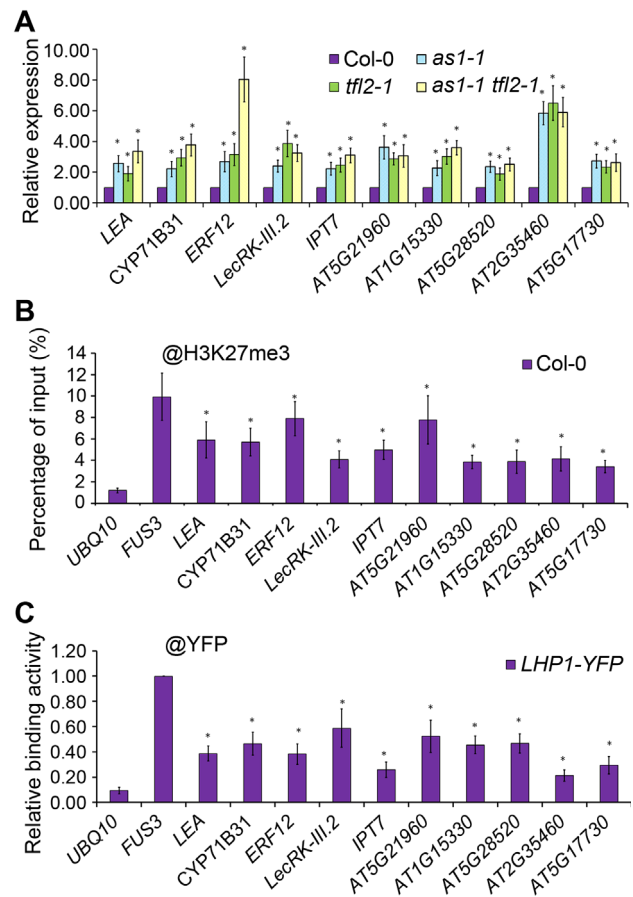 A
Relative expression
10.00
8.00
6.00
4.00
2.00
0.00
Col-0
as1-1
tfl2-1
as1-1 tfl2-1
* * * * * * * * * * * * * * * * * * * * * * * * * * * * * *
LEA
CYP71B31
ERF12
LecRK-III.2
IPT7
AT5G21960
AT1G15330
AT5G28520
AT2G35460
AT5G17730
B
@H3K27me3
Percentage of input (%)
14
12
10
8
6
4
2
0
Col-0
* * * * * * * * * *
UBQ10
FUS3
LEA
CYP71B31
ERF12
LecRK-III.2
IPT7
AT5G21960
AT1G15330
AT5G28520
AT2G35460
AT5G17730
C
@YFP
Relative binding activity
1.20
1.00
0.80
0.60
0.40
0.20
0.00
LHP1-YFP
* * * * * * * * * *
UBQ10
FUS3
LEA
CYP71B31
ERF12
LecRK-III.2
IPT7
AT5G21960
AT1G15330
AT5G28520
AT2G35460
AT5G17730